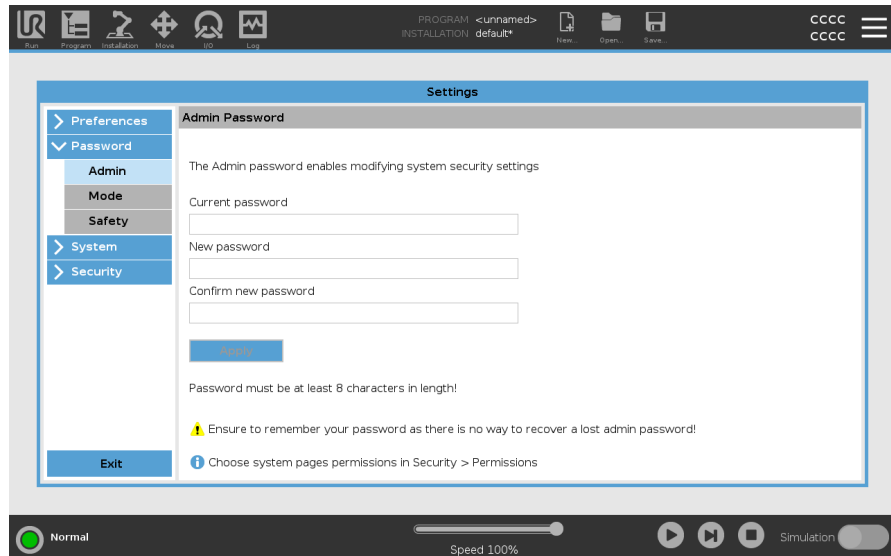 PROGRAM <unnamed>
INSTALLATION default*
CCCC
CCCC
UR
Run
Program
Installation
Move
I/O
Log
New...
Open...
Save...
Settings
Preferences
Password
Admin
Mode
Safety
System
Security
Exit
Admin Password
The Admin password enables modifying system security settings
Current password
New password
Confirm new password
Apply
Password must be at least 8 characters in length!
Ensure to remember your password as there is no way to recover a lost admin password!
Choose system pages permissions in Security > Permissions
Normal
Speed 100%
Simulation